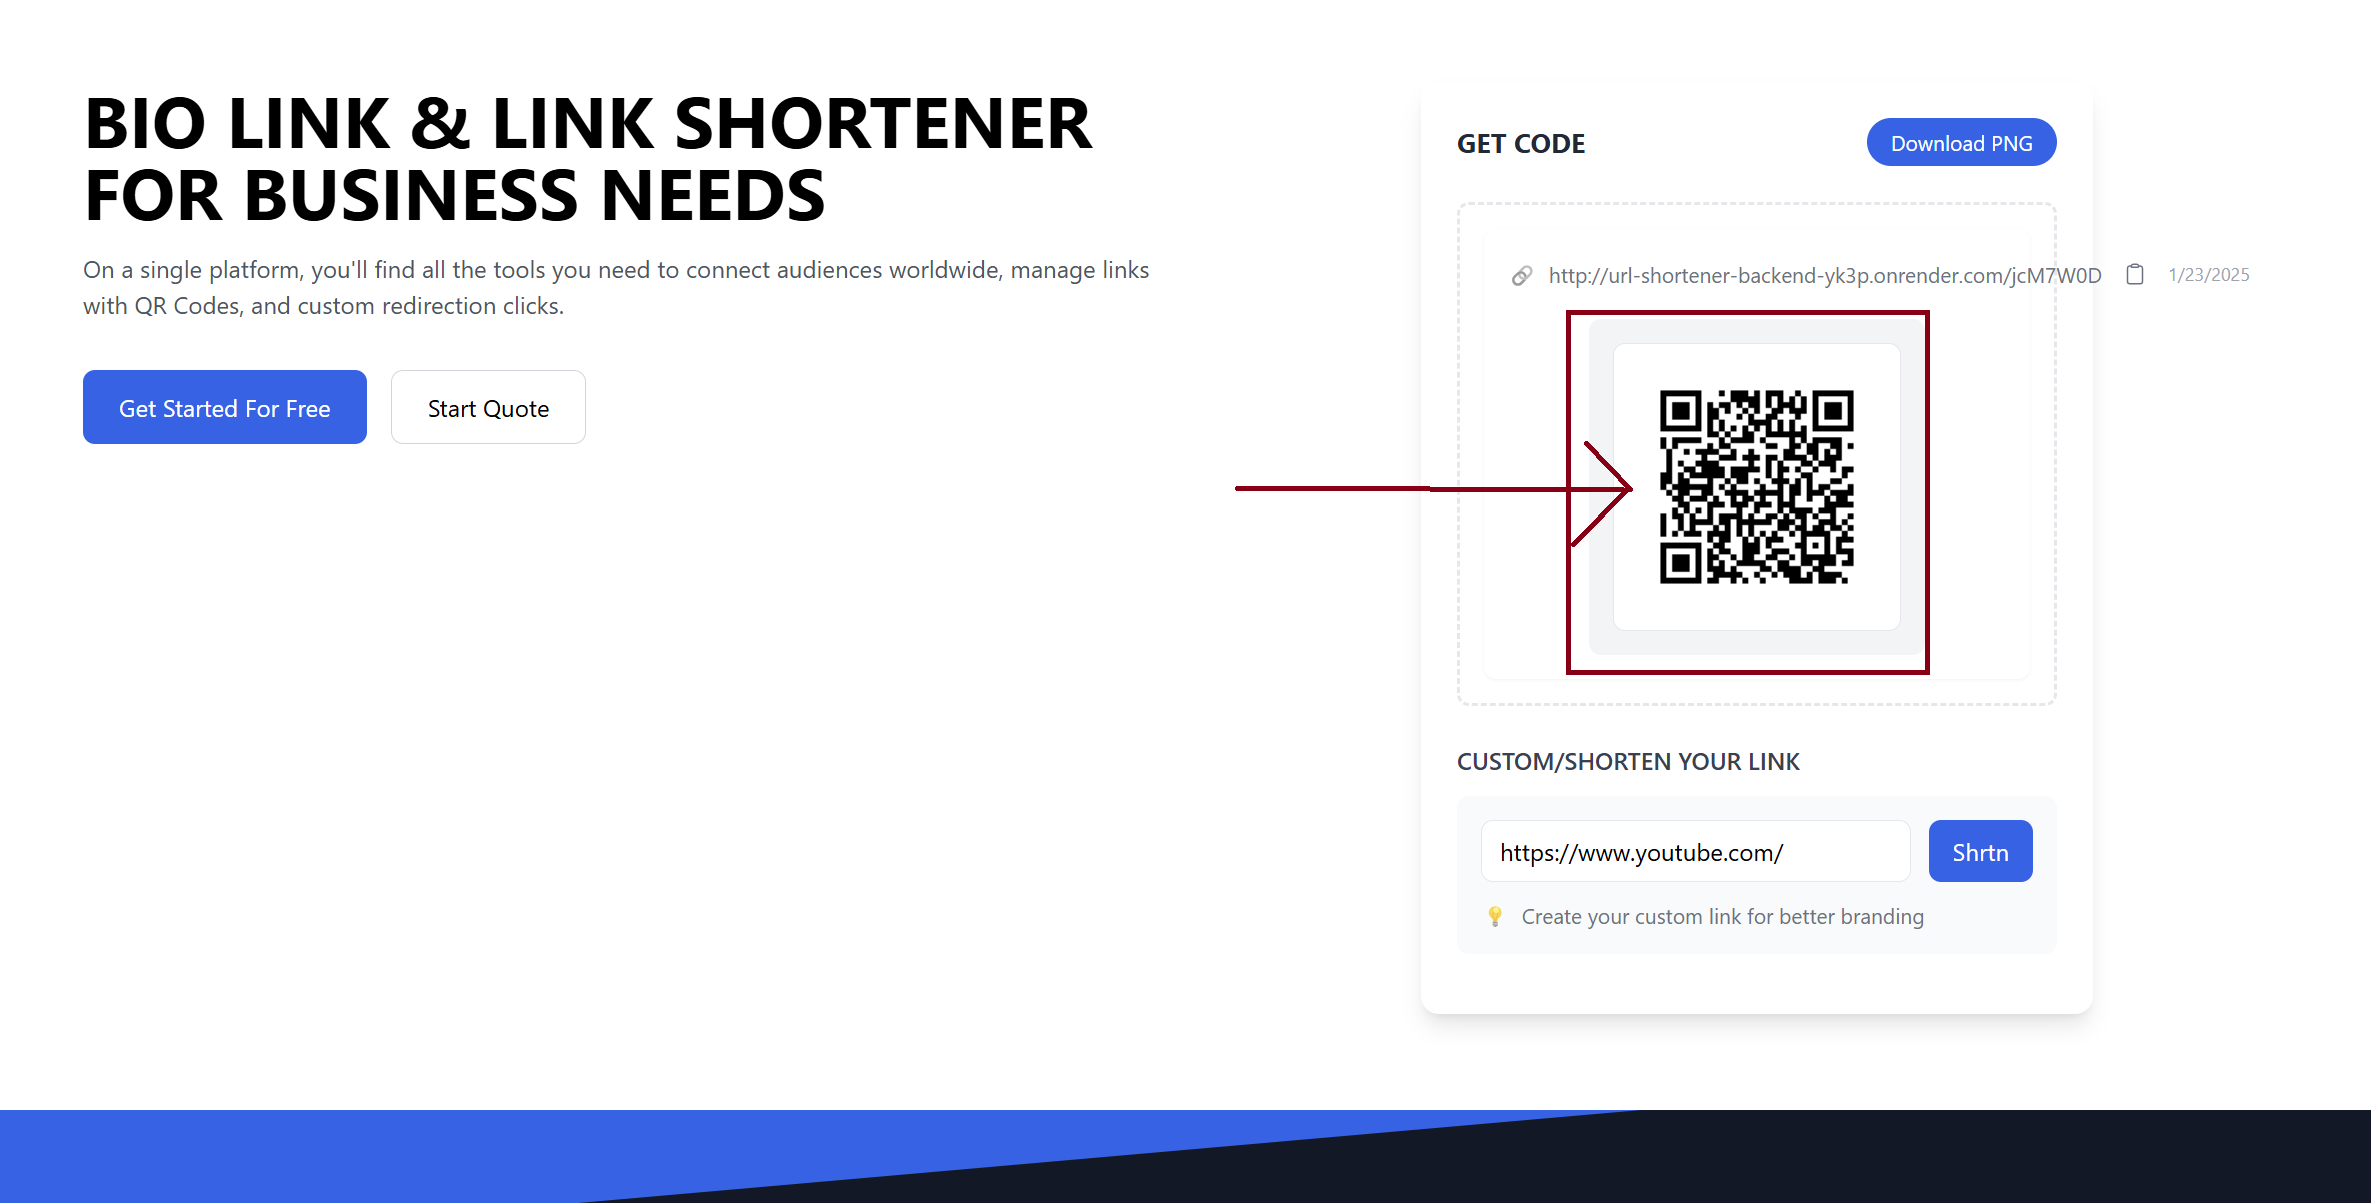 BIO LINK & LINK SHORTENER
FOR BUSINESS NEEDS
On a single platform, you'll find all the tools you need to connect audiences worldwide, manage links
with QR Codes, and custom redirection clicks.
Get Started For Free
Start Quote
GET CODE
Download PNG
http://url-shortener-backend-yk3p.onrender.com/jcM7W0D
1/23/2025
CUSTOM/SHORTEN YOUR LINK
https://www.youtube.com/
Shrtn
Create your custom link for better branding